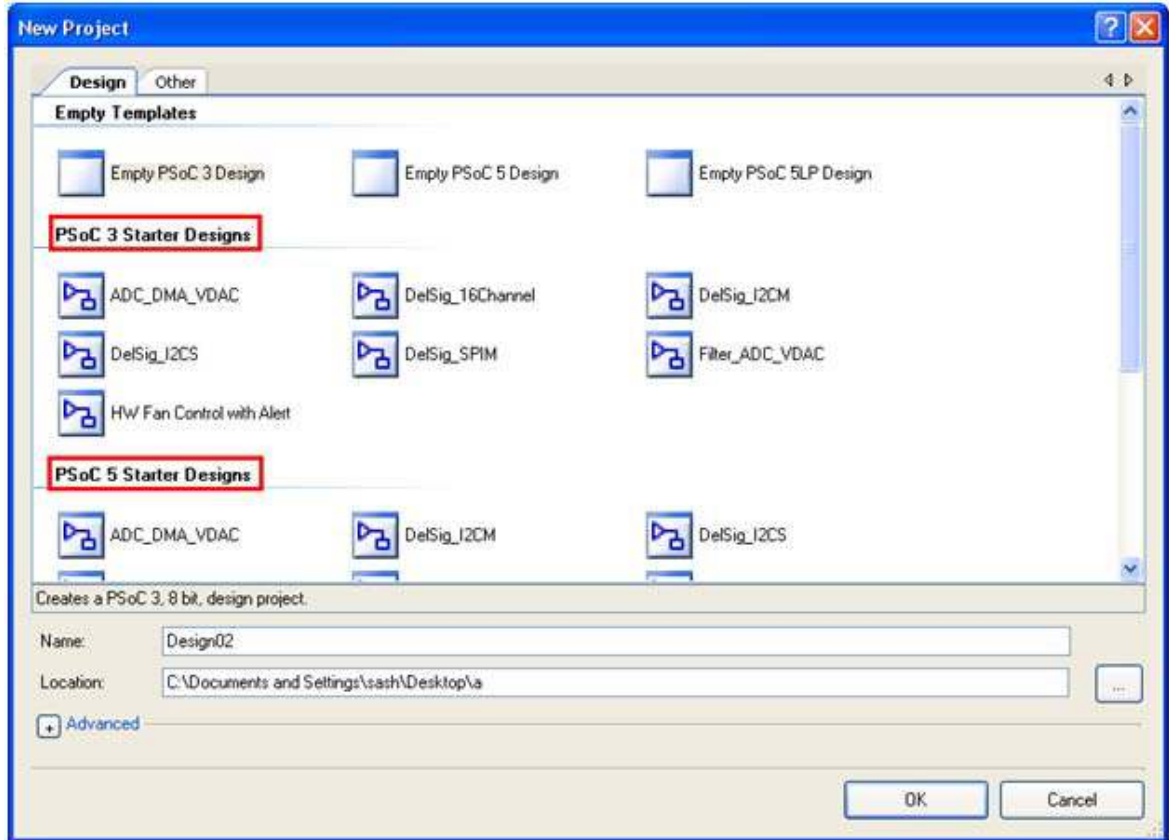 New Project
Design Other
Empty Templates
Empty PSoC 3 Design Empty PSoC 5 Design Empty PSoC 5LP Design
PSoC 3 Starter Designs
ADC_DMA_VDAC DelSig_16Channel DelSig_I2CM
DelSig_I2CS DelSig_SPIM Filter_ADC_VDAC
HW Fan Control with Alert
PSoC 5 Starter Designs
ADC_DMA_VDAC DelSig_I2CM DelSig_I2CS
Creates a PSoC 3, 8 bit, design project.
Name: Design02
Location: C:\Documents and Settings\sash\Desktop\a ...
+ Advanced
OK Cancel